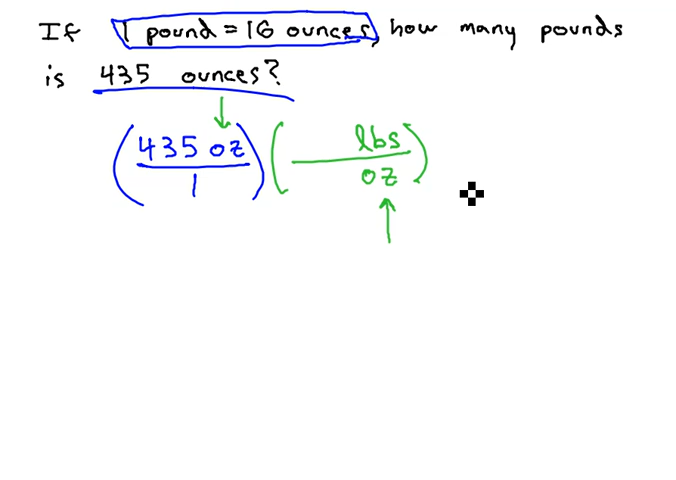 If 1 pound = 16 ounces, how many pounds
is 435 ounces?
(435 oz / 1) ( lbs / oz )